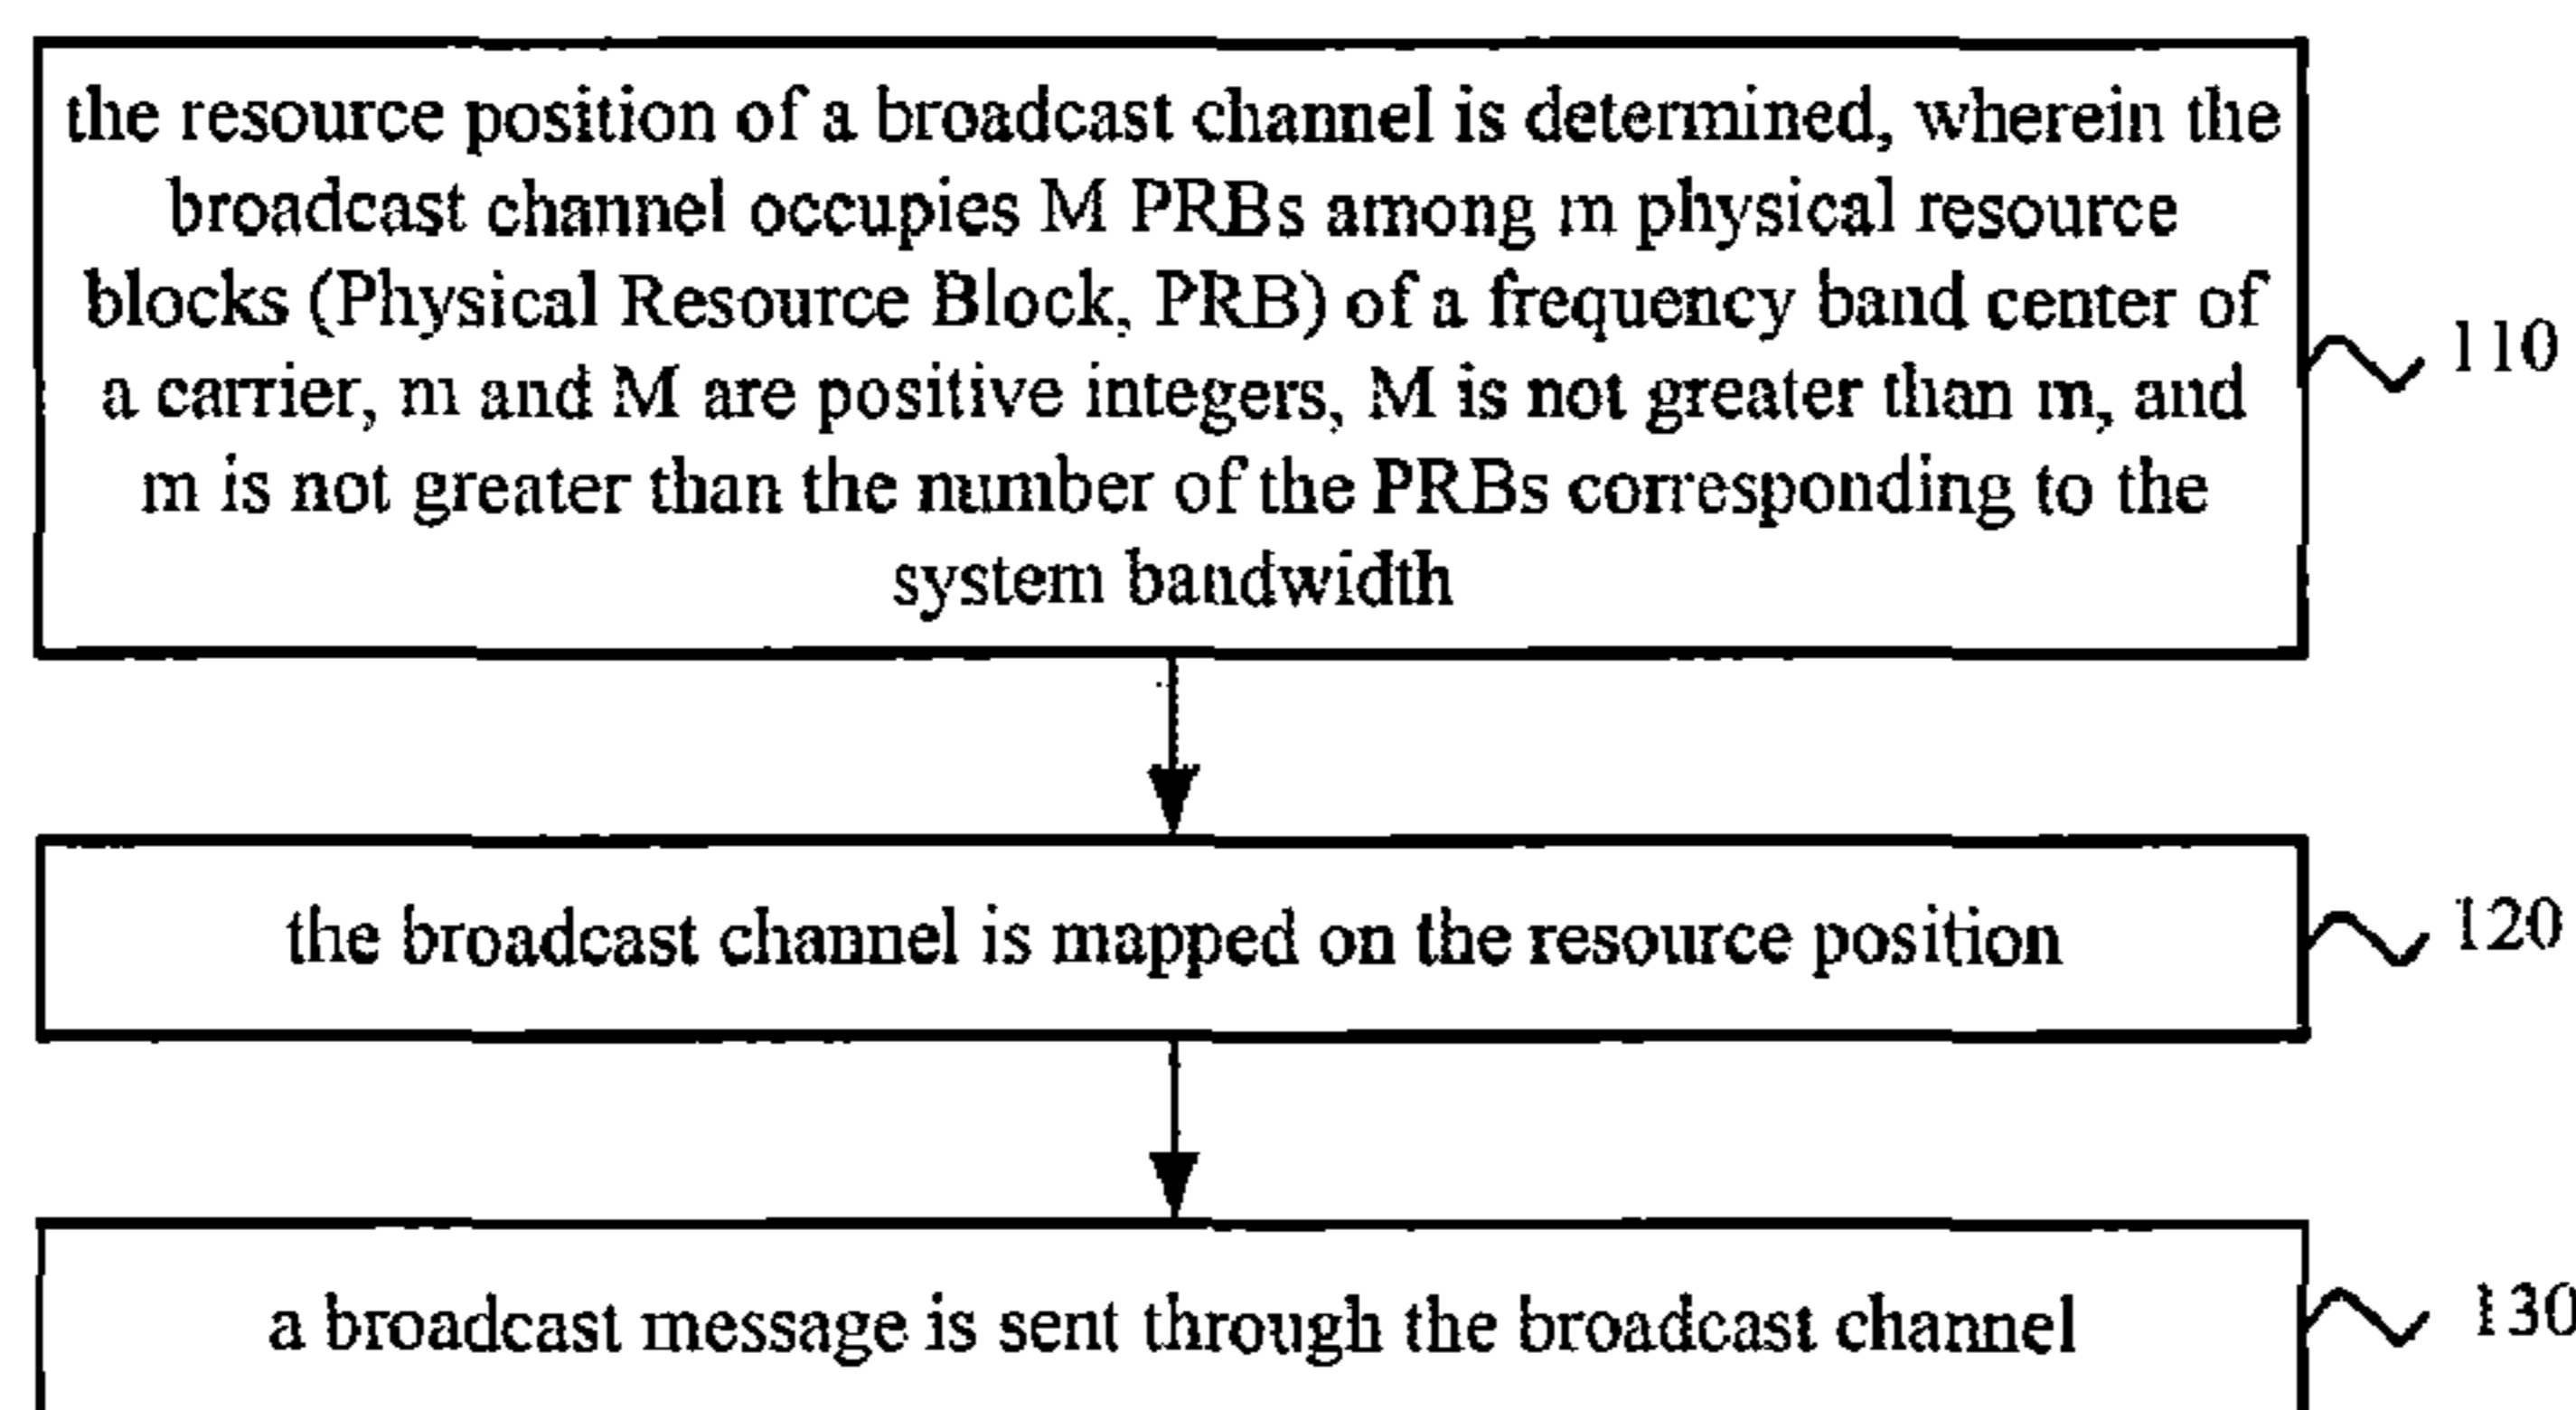 the resource position of a broadcast channel is determined, wherein the
broadcast channel occupies M PRBs among m physical resource
blocks (Physical Resource Block, PRB) of a frequency band center of
a carrier, m and M are positive integers, M is not greater than m, and
m is not greater than the number of the PRBs corresponding to the
system bandwidth
110
the broadcast channel is mapped on the resource position
120
a broadcast message is sent through the broadcast channel
130